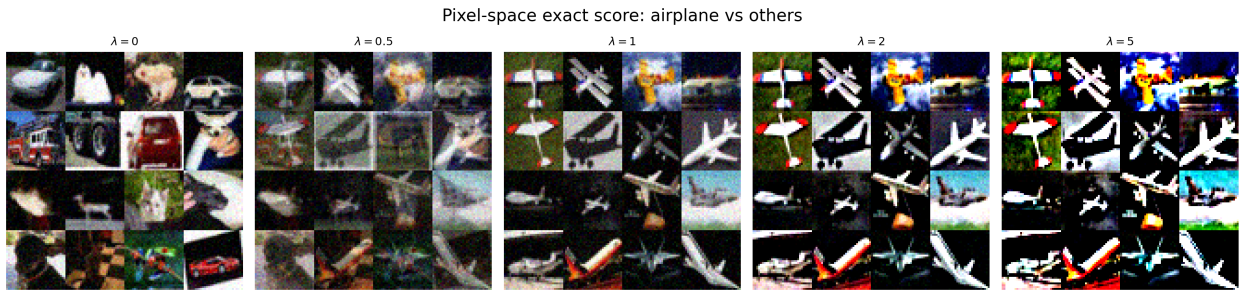 Pixel-space exact score: airplane vs others
λ = 0
λ = 0.5
λ = 1
λ = 2
λ = 5